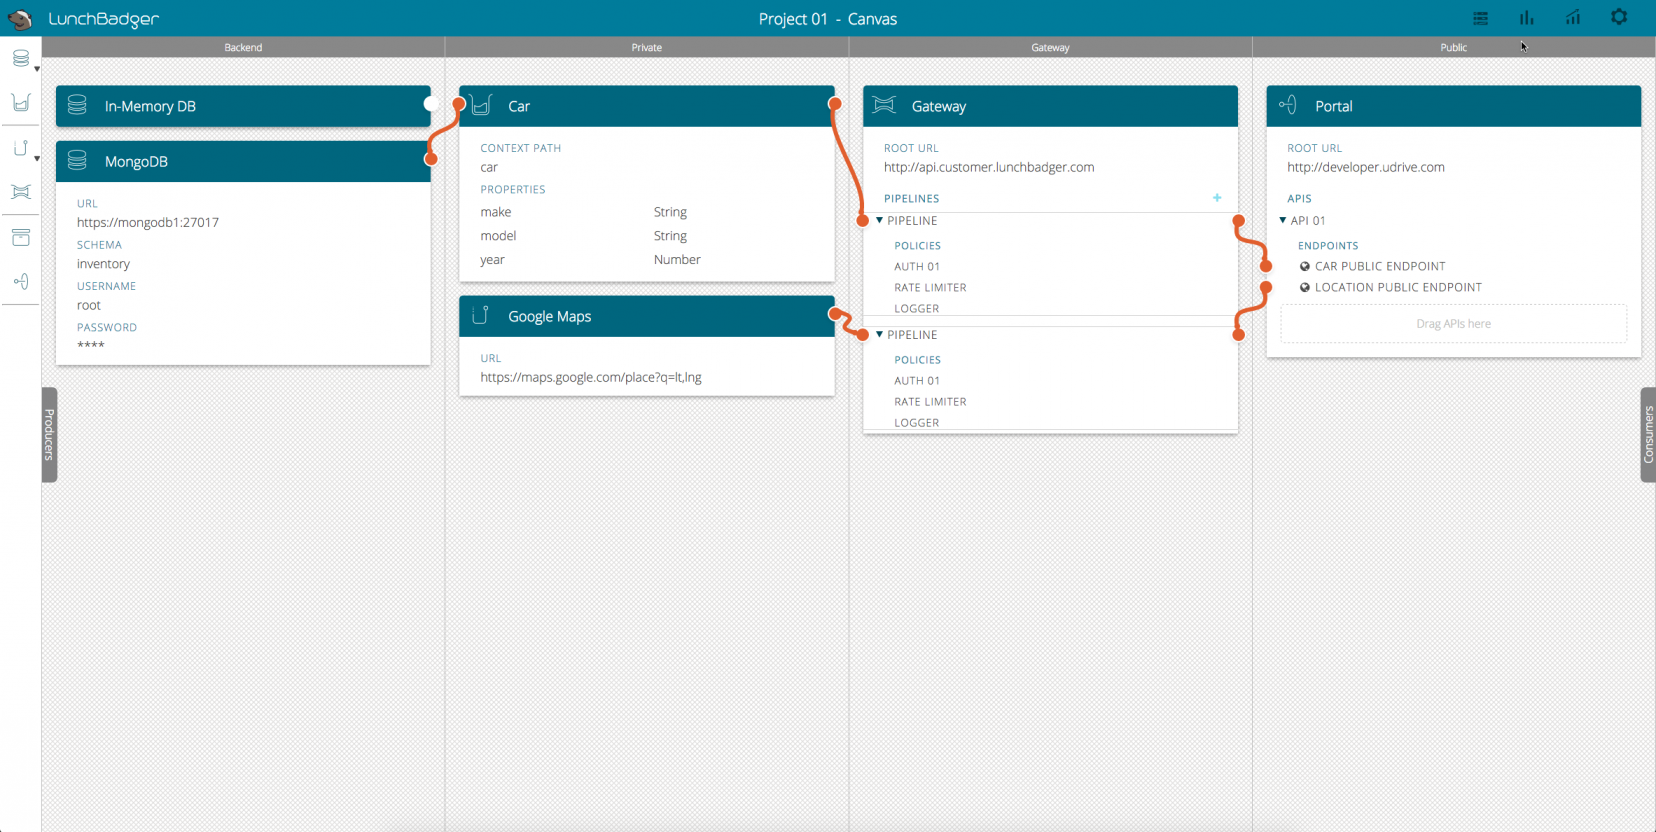 LunchBadger
Project 01 - Canvas
Backend
Private
Gateway
Public
In-Memory DB
MongoDB
URL
https://mongodb1:27017
SCHEMA
inventory
USERNAME
root
PASSWORD
****
Producers
Car
CONTEXT PATH
car
PROPERTIES
make String
model String
year Number
Google Maps
URL
https://maps.google.com/place?q=lt,lng
Gateway
ROOT URL
http://api.customer.lunchbadger.com
PIPELINES +
PIPELINE
POLICIES
AUTH 01
RATE LIMITER
LOGGER
PIPELINE
POLICIES
AUTH 01
RATE LIMITER
LOGGER
Portal
ROOT URL
http://developer.udrive.com
APIS
API 01
ENDPOINTS
CAR PUBLIC ENDPOINT
LOCATION PUBLIC ENDPOINT
Drag APIs here
Consumers